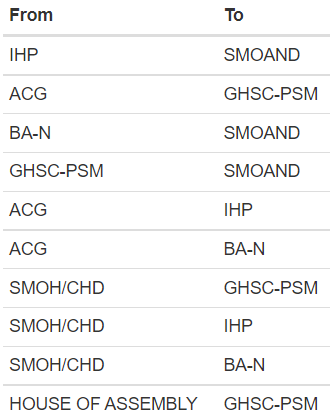 From To
IHP SMOAND
ACG GHSC-PSM
BA-N SMOAND
GHSC-PSM SMOAND
ACG IHP
ACG BA-N
SMOH/CHD GHSC-PSM
SMOH/CHD IHP
SMOH/CHD BA-N
HOUSE OF ASSEMBLY GHSC-PSM